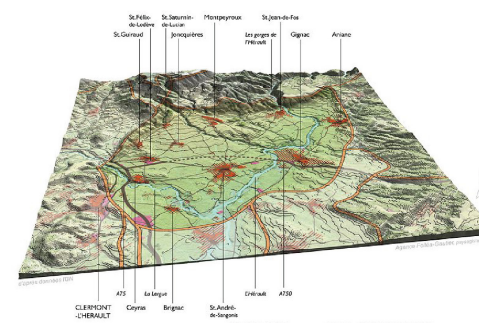 St.Félix-
de-Lodève
St.Saturnin-
de-Lucian
Montpeyroux
St.Jean-de-Fos
St.Guiraud
Joncquières
Les gorges de
l'Hérault
Gignac
Aniane
A75
La Lergue
L'Hérault
A750
CLERMONT
-L'HERAULT
Ceyras
Brignac
St.André-
de-Sangonis